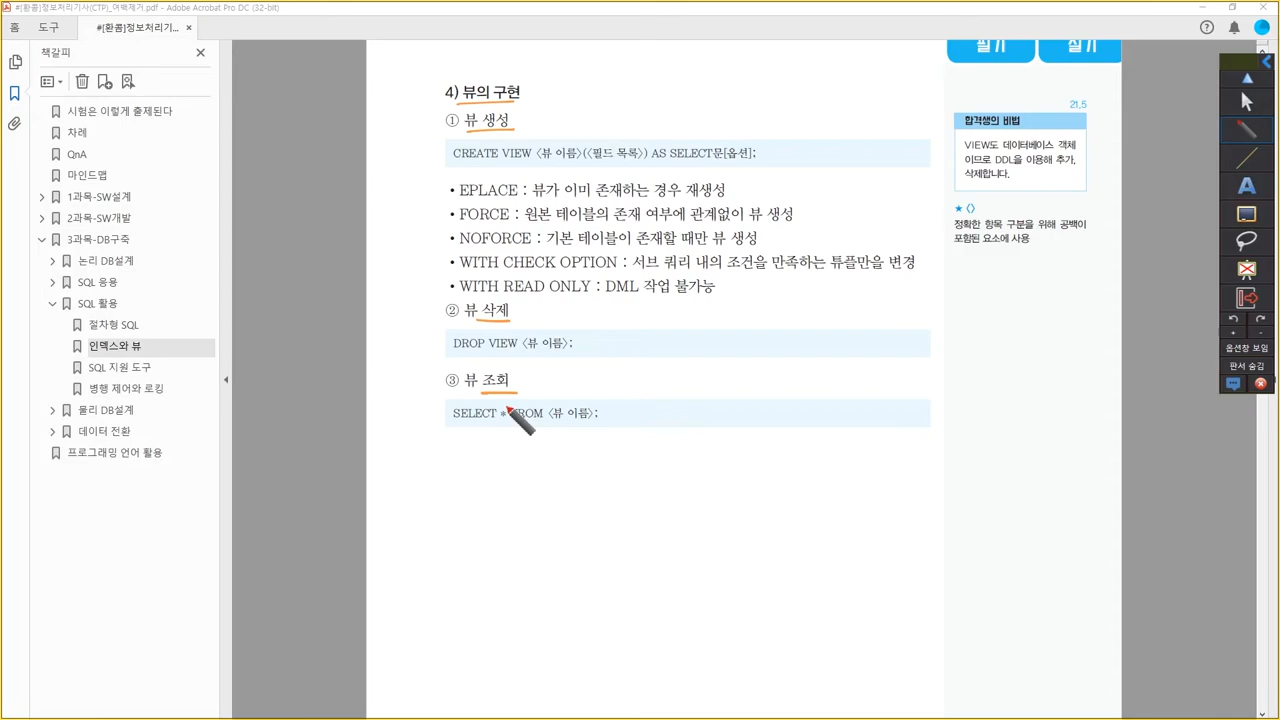 #[환콤]정보처리기사(CTP)_여백제거.pdf - Adobe Acrobat Pro DC (32-bit)
홈 도구 #[환콤]정보처리기... ×
책갈피
시험은 이렇게 출제된다
차례
QnA
마인드맵
1과목-SW설계
2과목-SW개발
3과목-DB구축
논리 DB설계
SQL 응용
SQL 활용
절차형 SQL
인덱스와 뷰
SQL 지원 도구
병행 제어와 로킹
물리 DB설계
데이터 전환
프로그래밍 언어 활용
필기 실기
4) 뷰의 구현
① 뷰 생성
CREATE VIEW 〈뷰 이름〉(〈필드 목록〉) AS SELECT문[옵션];
• EPLACE : 뷰가 이미 존재하는 경우 재생성
• FORCE : 원본 테이블의 존재 여부에 관계없이 뷰 생성
• NOFORCE : 기본 테이블이 존재할 때만 뷰 생성
• WITH CHECK OPTION : 서브 쿼리 내의 조건을 만족하는 튜플만을 변경
• WITH READ ONLY : DML 작업 불가능
② 뷰 삭제
DROP VIEW 〈뷰 이름〉;
③ 뷰 조회
SELECT * FROM 〈뷰 이름〉;
21.5
합격생의 비법
VIEW도 데이터베이스 객체
이므로 DDL을 이용해 추가,
삭제합니다.
★ 〈〉
정확한 항목 구분을 위해 공백이
포함된 요소에 사용
옵션창 보임
판서 숨김